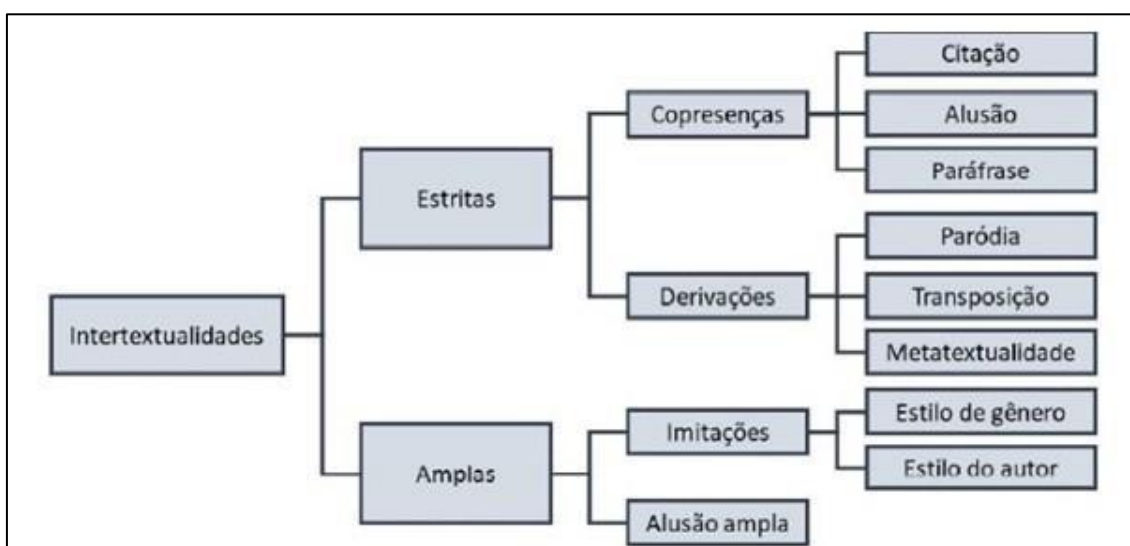 Intertextualidades
Estritas
Copresenças
Citação
Alusão
Paráfrase
Derivações
Paródia
Transposição
Metatextualidade
Amplas
Imitações
Estilo de gênero
Estilo do autor
Alusão ampla